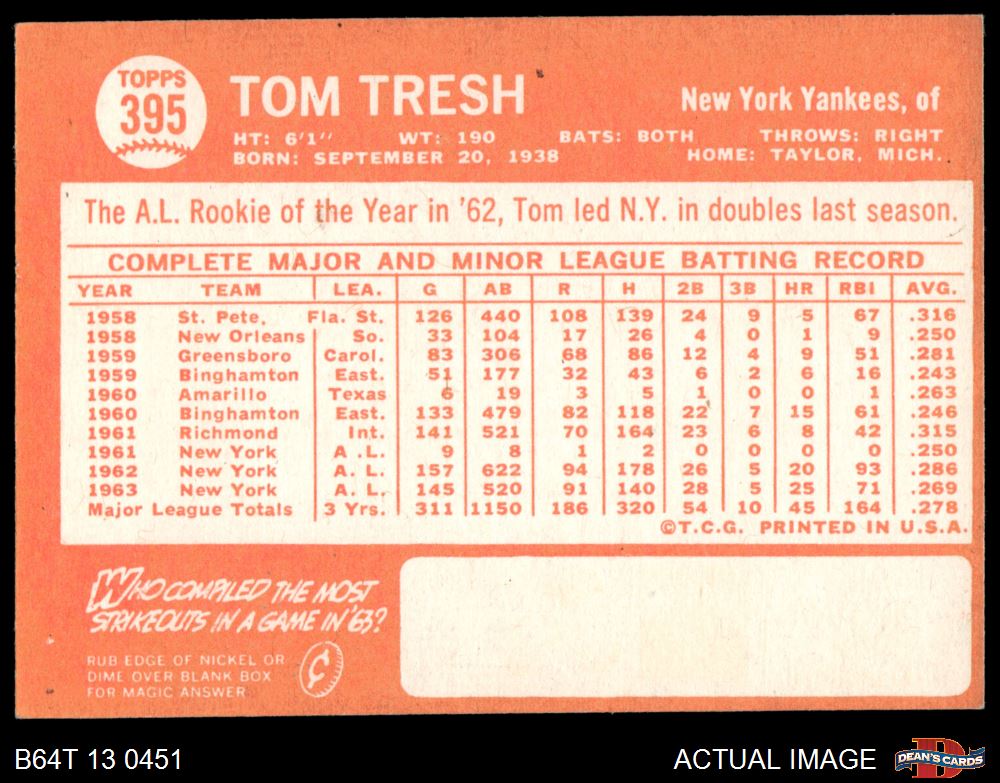 TOPPS
395
TOM TRESH
New York Yankees, of
HT: 6'1" WT: 190 BATS: BOTH THROWS: RIGHT
BORN: SEPTEMBER 20, 1938 HOME: TAYLOR, MICH.
The A.L. Rookie of the Year in '62, Tom led N.Y. in doubles last season.
COMPLETE MAJOR AND MINOR LEAGUE BATTING RECORD
YEAR TEAM LEA. G AB R H 2B 3B HR RBI AVG.
1958 St. Pete, Fla. St. 126 440 108 139 24 9 5 67 .316
1958 New Orleans So. 33 104 17 26 4 0 1 9 .250
1959 Greensboro Carol. 83 306 68 86 12 4 9 51 .281
1959 Binghamton East. 51 177 32 43 6 2 6 16 .243
1960 Amarillo Texas 6 19 3 5 1 0 0 1 .263
1960 Binghamton East. 133 479 82 118 22 7 15 61 .246
1961 Richmond Int. 141 521 70 164 23 6 8 42 .315
1961 New York A .L. 9 8 1 2 0 0 0 0 .250
1962 New York A. L. 157 622 94 178 26 5 20 93 .286
1963 New York A. L. 145 520 91 140 28 5 25 71 .269
Major League Totals 3 Yrs. 311 1150 186 320 54 10 45 164 .278
©T.C.G. PRINTED IN U.S.A.
WHO COMPILED THE MOST
STRIKEOUTS IN A GAME IN '63?
RUB EDGE OF NICKEL OR
DIME OVER BLANK BOX
FOR MAGIC ANSWER
¢
B64T 13 0451 ACTUAL IMAGE D DEAN'S CARDS